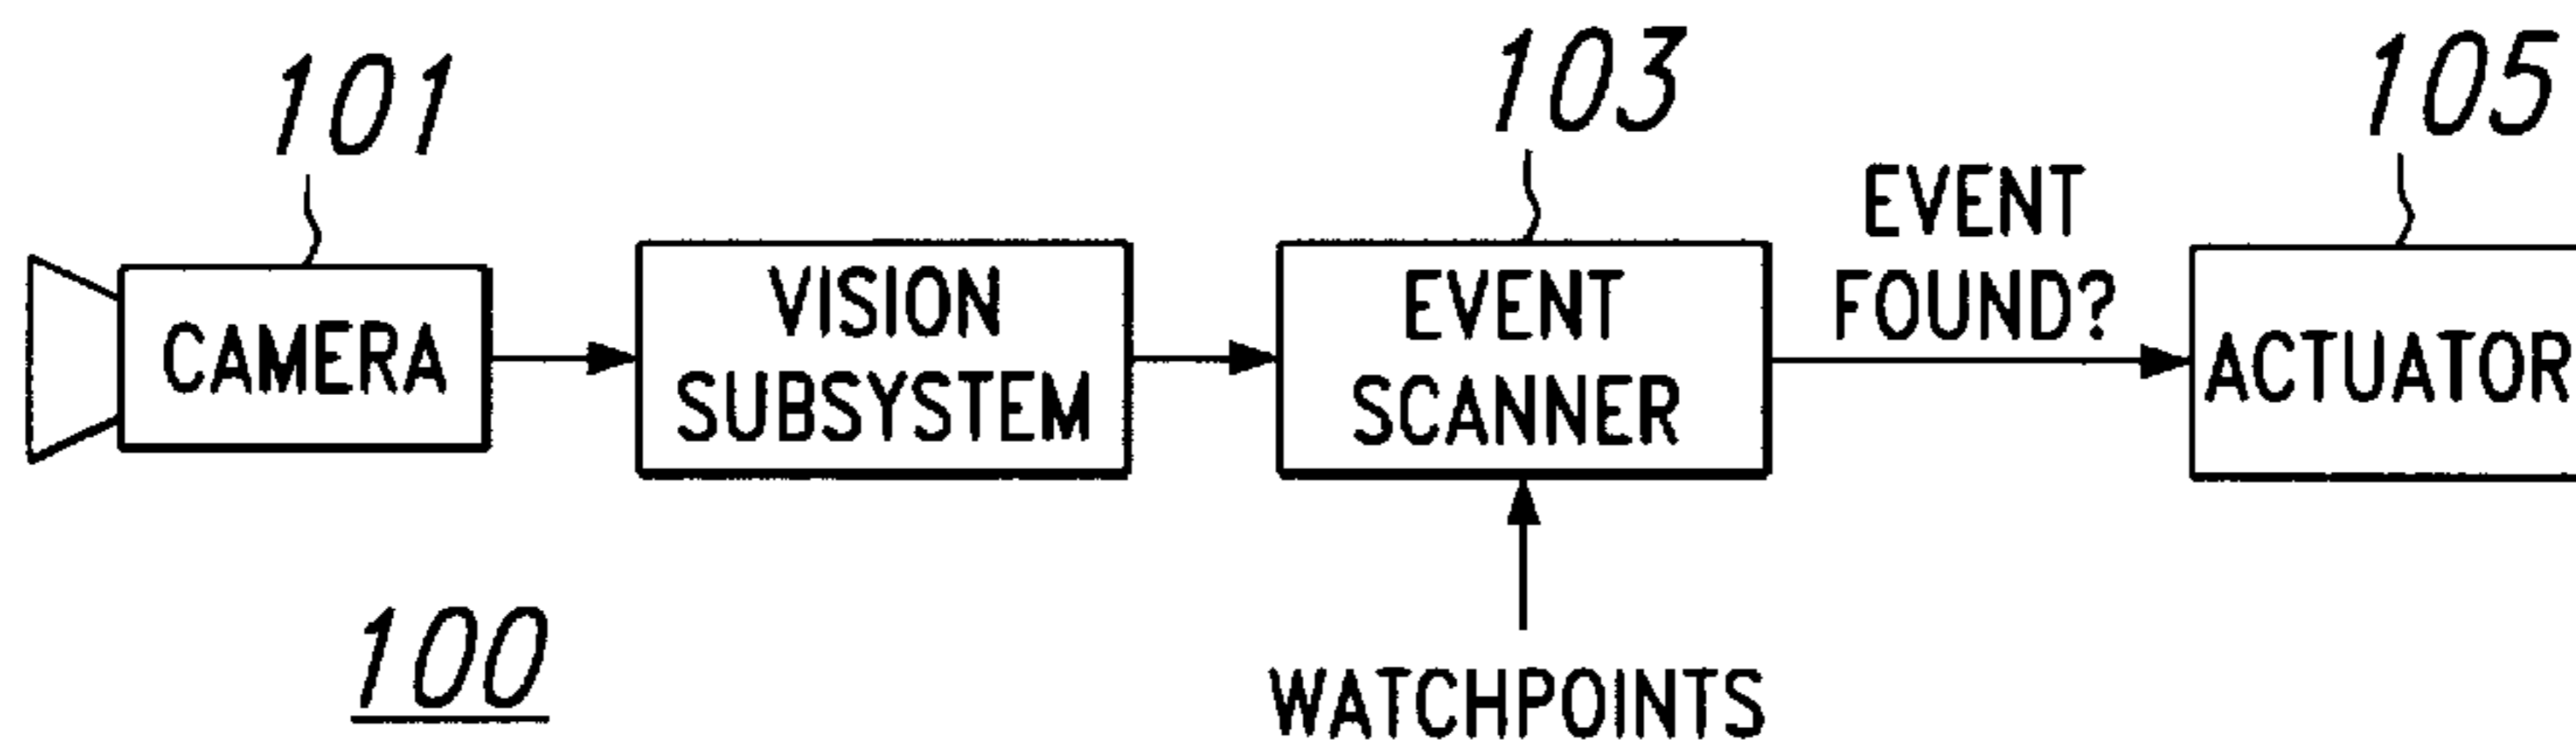 101
103
105
CAMERA
VISION
SUBSYSTEM
EVENT
SCANNER
EVENT
FOUND?
ACTUATOR
WATCHPOINTS
100